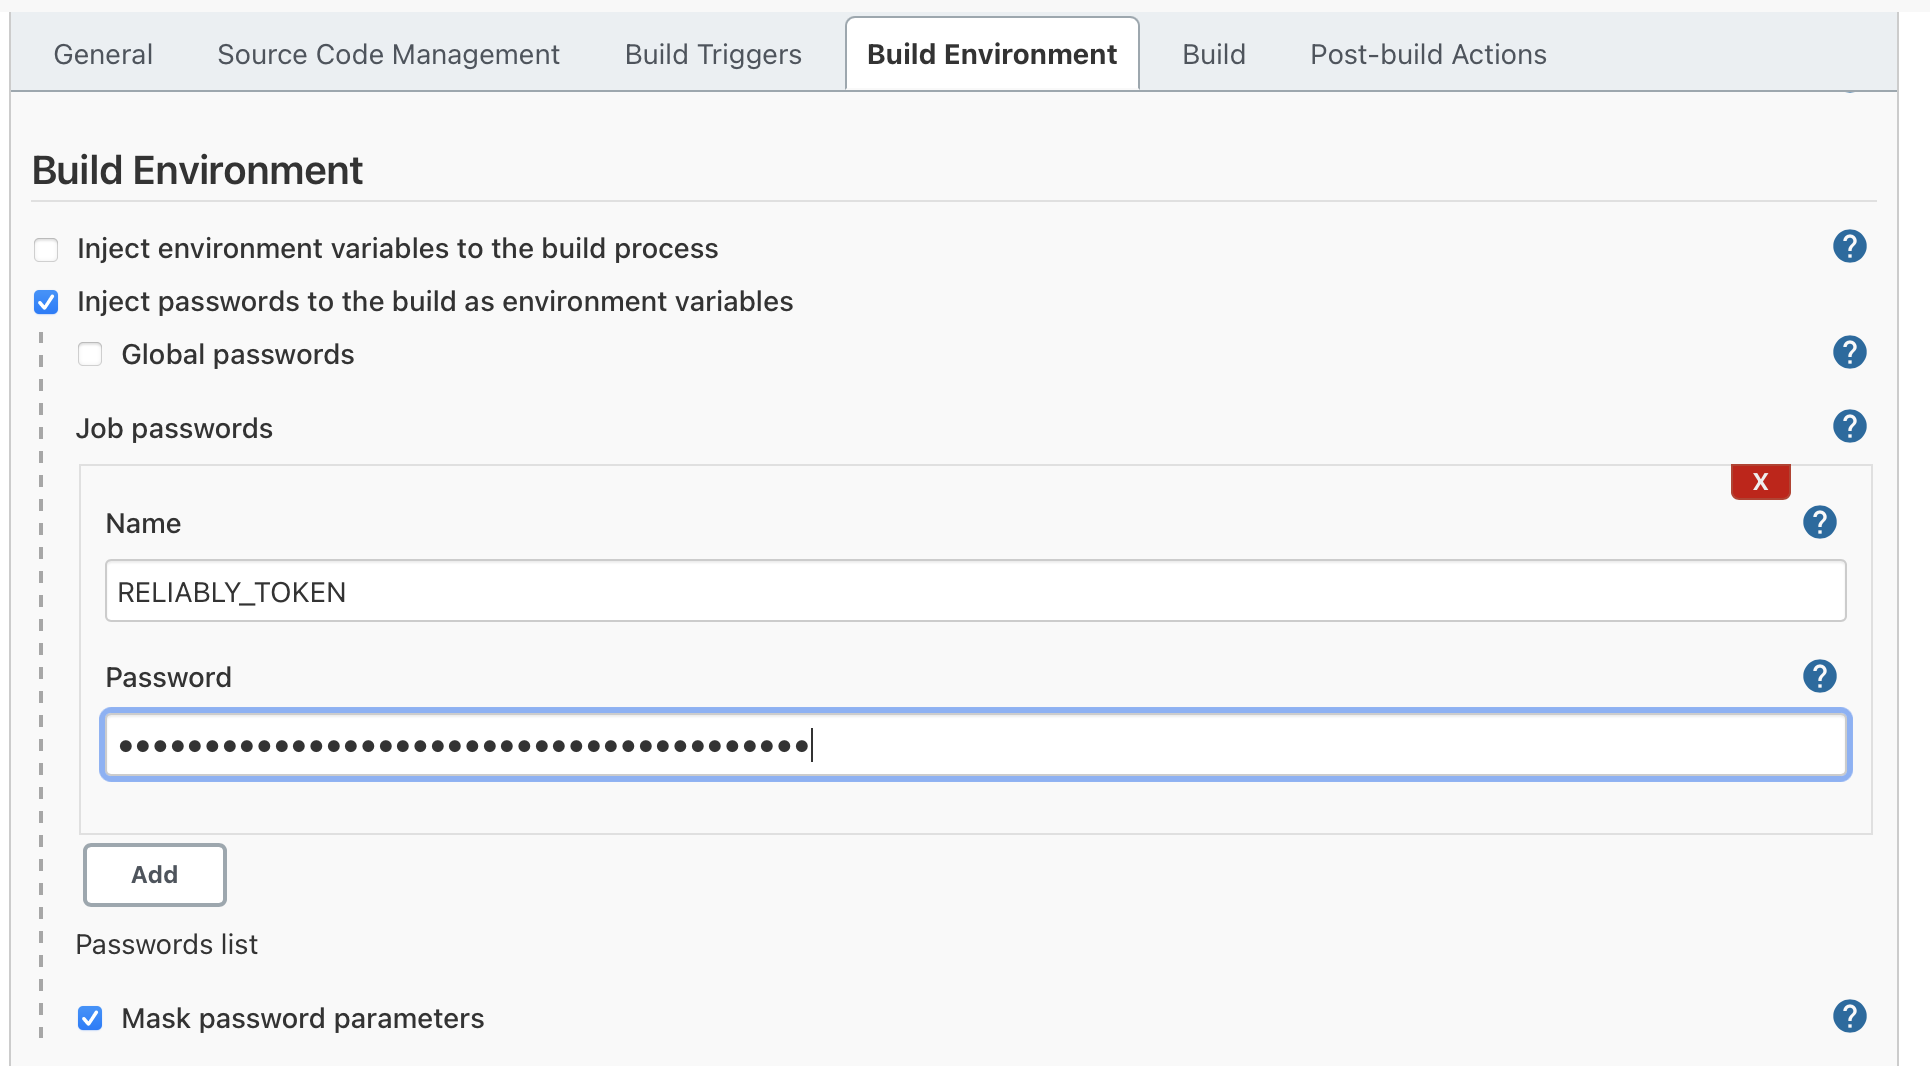 General Source Code Management Build Triggers Build Environment Build Post-build Actions
Build Environment
Inject environment variables to the build process ?
Inject passwords to the build as environment variables
Global passwords ?
Job passwords ?
X
Name ?
RELIABLY_TOKEN
Password ?
••••••••••••••••••••••••••••••••••••••••
Add
Passwords list
Mask password parameters ?